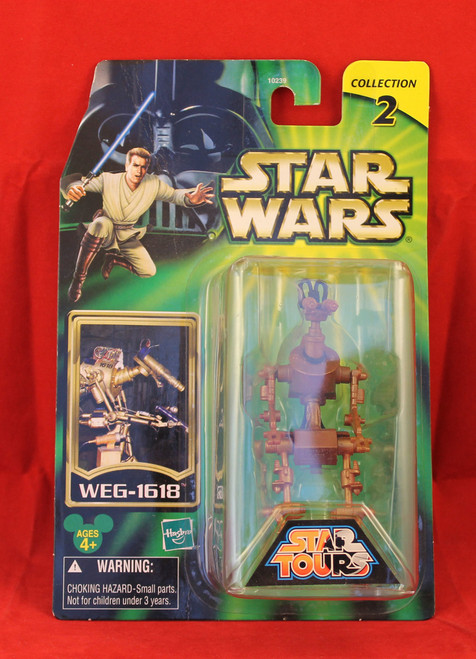 10239
COLLECTION
2
STAR
WARS®
WEG-1618
AGES
4+
Hasbro
⚠ WARNING:
CHOKING HAZARD-Small parts.
Not for children under 3 years.
STAR
TOURS